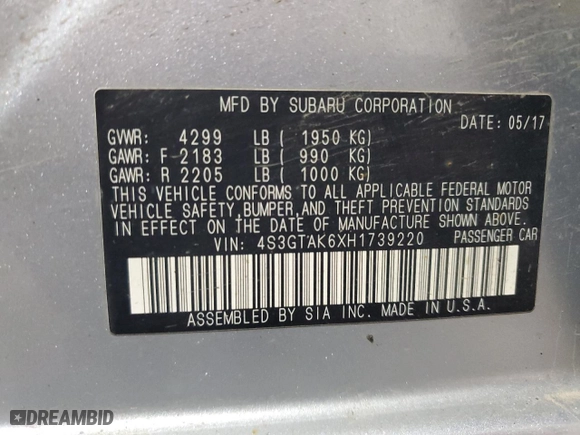 MFD BY SUBARU CORPORATION
DATE: 05/17
GVWR: 4299 LB ( 1950 KG)
GAWR: F 2183 LB ( 990 KG)
GAWR: R 2205 LB ( 1000 KG)
THIS VEHICLE CONFORMS TO ALL APPLICABLE FEDERAL MOTOR
VEHICLE SAFETY, BUMPER, AND THEFT PREVENTION STANDARDS
IN EFFECT ON THE DATE OF MANUFACTURE SHOWN ABOVE.
VIN: 4S3GTAK6XH1739220 PASSENGER CAR
ASSEMBLED BY SIA INC. MADE IN U.S.A.
DREAMBID